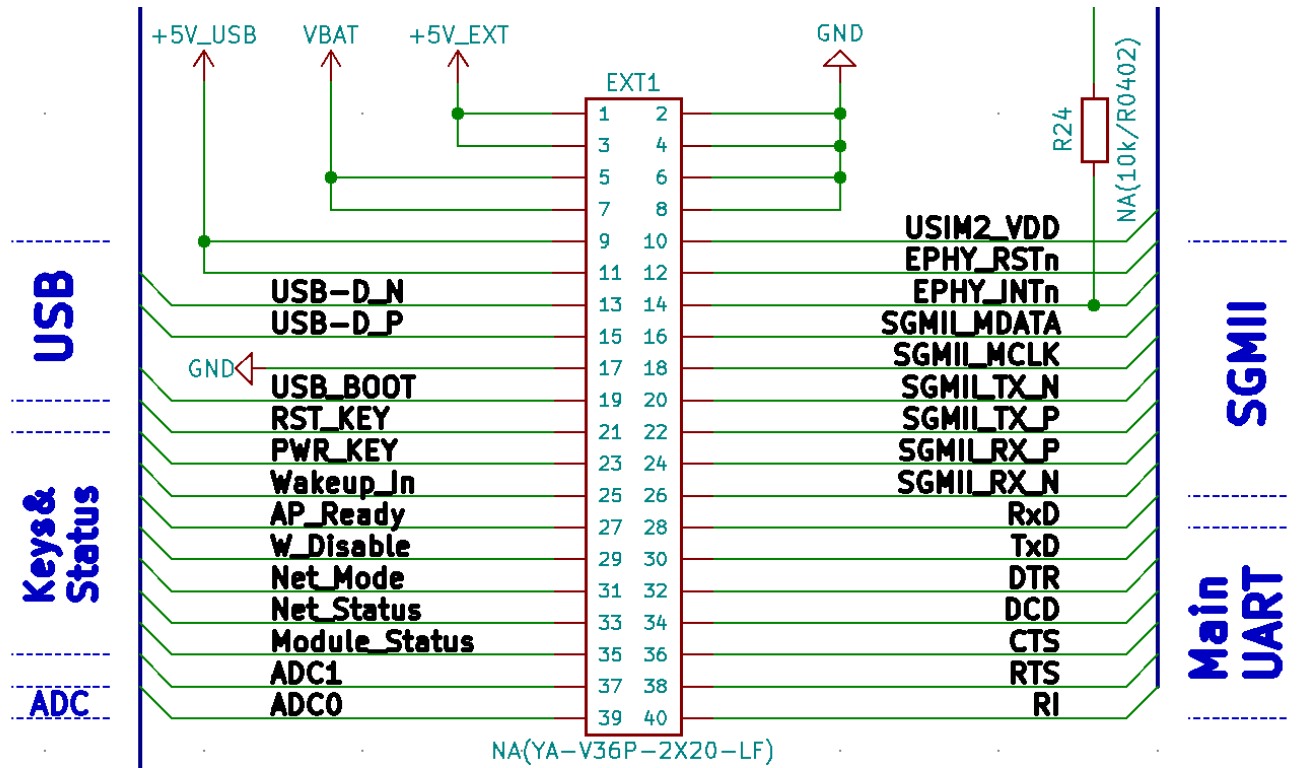 +5V_USB VBAT +5V_EXT GND
EXT1
R24
NA(10k/R0402)
1 2
3 4
5 6
7 8
9 10 USIM2_VDD
11 12 EPHY_RSTn
USB-D_N 13 14 EPHY_INTn
USB-D_P 15 16 SGMII_MDATA
GND 17 18 SGMII_MCLK
USB_BOOT 19 20 SGMII_TX_N
RST_KEY 21 22 SGMII_TX_P
PWR_KEY 23 24 SGMII_RX_P
Wakeup_In 25 26 SGMII_RX_N
AP_Ready 27 28 RxD
W_Disable 29 30 TxD
Net_Mode 31 32 DTR
Net_Status 33 34 DCD
Module_Status 35 36 CTS
ADC1 37 38 RTS
ADC0 39 40 RI
NA(YA-V36P-2X20-LF)
USB
Keys&
Status
ADC
SGMII
Main
UART